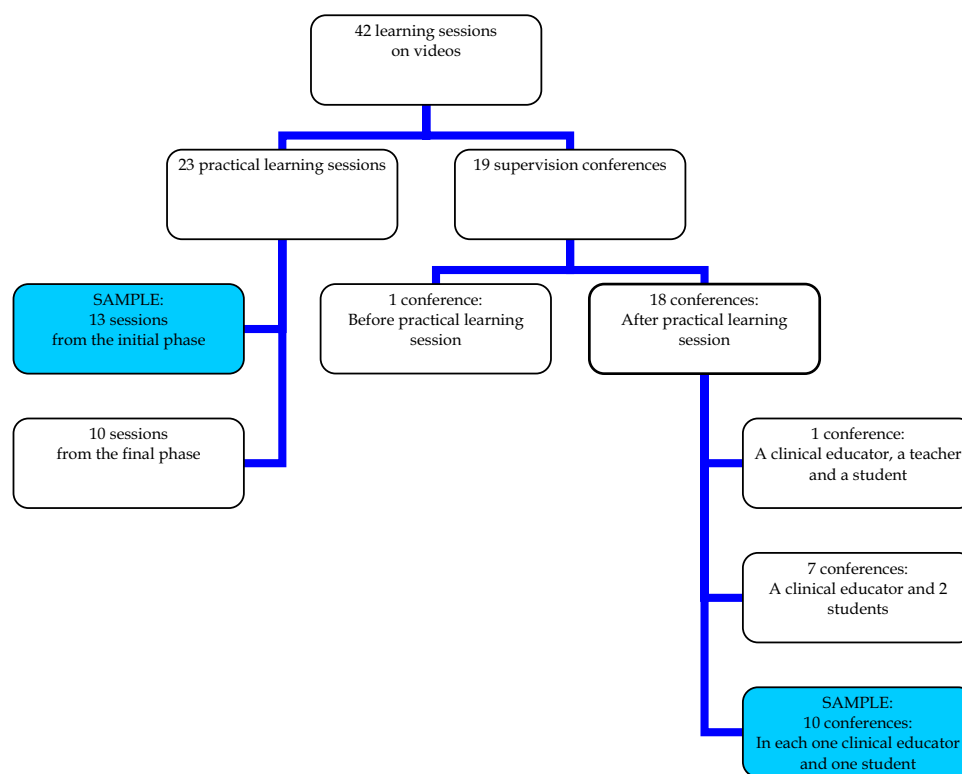 42 learning sessions
on videos
23 practical learning sessions
19 supervision conferences
SAMPLE:
13 sessions
from the initial phase
1 conference:
Before practical learning
session
18 conferences:
After practical learning
session
10 sessions
from the final phase
1 conference:
A clinical educator, a teacher
and a student
7 conferences:
A clinical educator and 2
students
SAMPLE:
10 conferences:
In each one clinical educator
and one student